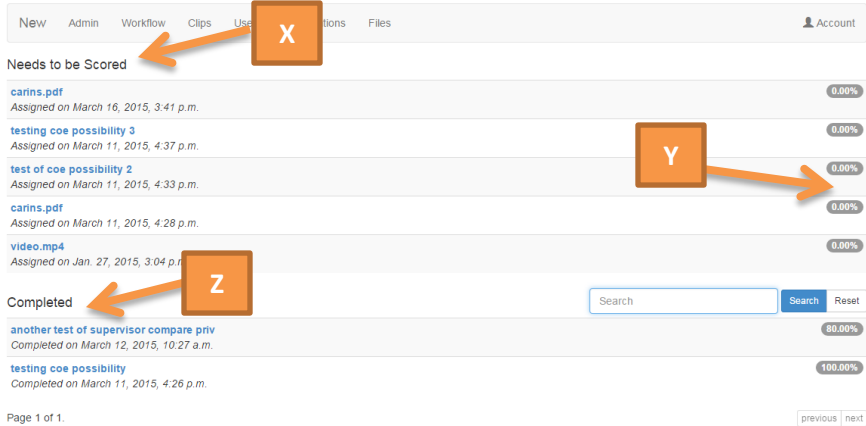 New Admin Workflow Clips Use X tions Files Account
Needs to be Scored
carins.pdf 0.00%
Assigned on March 16, 2015, 3:41 p.m.
testing coe possibility 3 0.00%
Assigned on March 11, 2015, 4:37 p.m.
test of coe possibility 2 Y 0.00%
Assigned on March 11, 2015, 4:33 p.m.
carins.pdf 0.00%
Assigned on March 11, 2015, 4:28 p.m.
video.mp4 0.00%
Assigned on Jan. 27, 2015, 3:04 p.m
Z
Completed Search Search Reset
another test of supervisor compare priv 80.00%
Completed on March 12, 2015, 10:27 a.m.
testing coe possibility 100.00%
Completed on March 11, 2015, 4:26 p.m.
Page 1 of 1. previous next